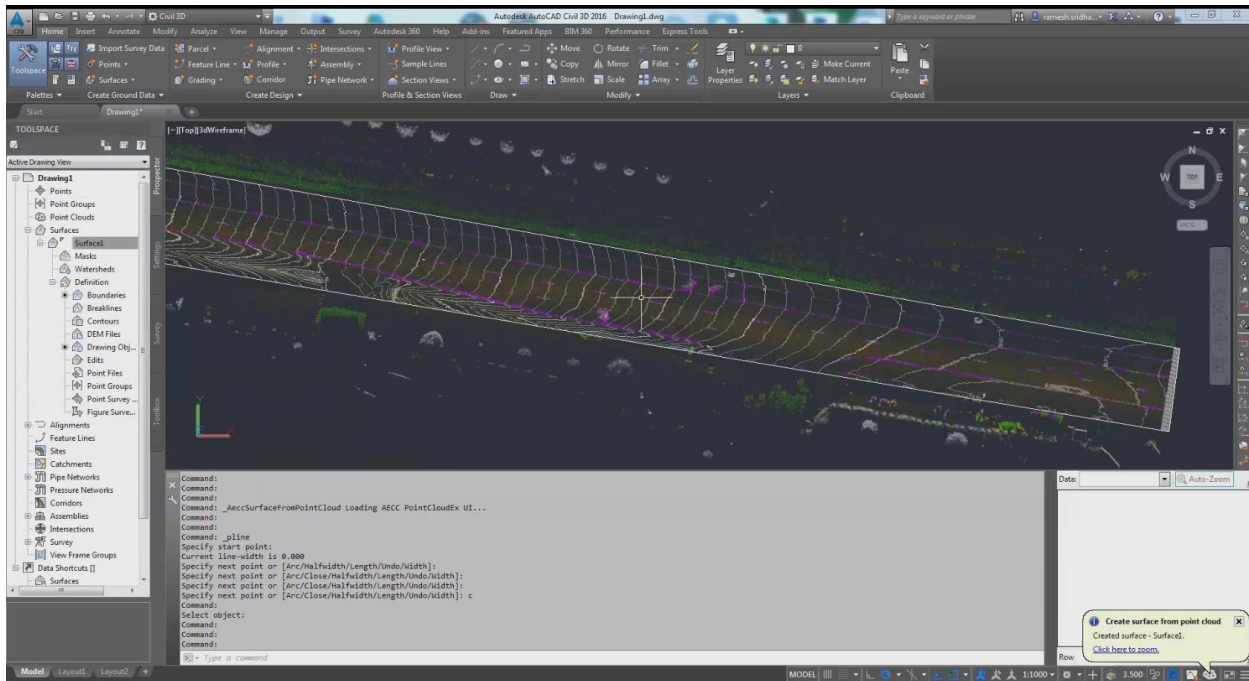 Civil 3D
Autodesk AutoCAD Civil 3D 2016 Drawing1.dwg
Type a keyword or phrase
ramesh.sridha...
CAD
Home Insert Annotate Modify Analyze View Manage Output Survey Autodesk 360 Help Add-ins Featured Apps BIM 360 Performance Express Tools
Toolspace
Import Survey Data
Points
Surfaces
Parcel
Feature Line
Grading
Alignment
Profile
Corridor
Intersections
Assembly
Pipe Network
Profile View
Sample Lines
Section Views
Move
Copy
Stretch
Rotate
Mirror
Scale
Trim
Fillet
Array
Layer
Properties
0
Make Current
Match Layer
Paste
Palettes Create Ground Data Create Design Profile & Section Views Draw Modify Layers Clipboard
Start Drawing1*
TOOLSPACE
Active Drawing View
Drawing1
Points
Point Groups
Point Clouds
Surfaces
Surface1
Masks
Watersheds
Definition
Boundaries
Breaklines
Contours
DEM Files
Drawing Obj...
Edits
Point Files
Point Groups
Point Survey ...
Figure Surve...
Alignments
Feature Lines
Sites
Catchments
Pipe Networks
Pressure Networks
Corridors
Assemblies
Intersections
Survey
View Frame Groups
Data Shortcuts []
Surfaces
Prospector
Settings
Survey
Toolbox
[-][Top][3dWireframe]
N
W TOP E
S
WCS
Y
Command:
Command:
Command:
Command: _AeccSurfaceFromPointCloud Loading AECC PointCloudEx UI...
Command:
Command:
Command: _pline
Specify start point:
Current line-width is 0.000
Specify next point or [Arc/Halfwidth/Length/Undo/Width]:
Specify next point or [Arc/Close/Halfwidth/Length/Undo/Width]:
Specify next point or [Arc/Close/Halfwidth/Length/Undo/Width]:
Specify next point or [Arc/Close/Halfwidth/Length/Undo/Width]: c
Command:
Select object:
Command:
Command:
Command:
Type a command
Data:
Auto-Zoom
Row
Create surface from point cloud
Created surface - Surface1.
Click here to zoom.
Model Layout1 Layout2 +
MODEL
1:1000
3.500